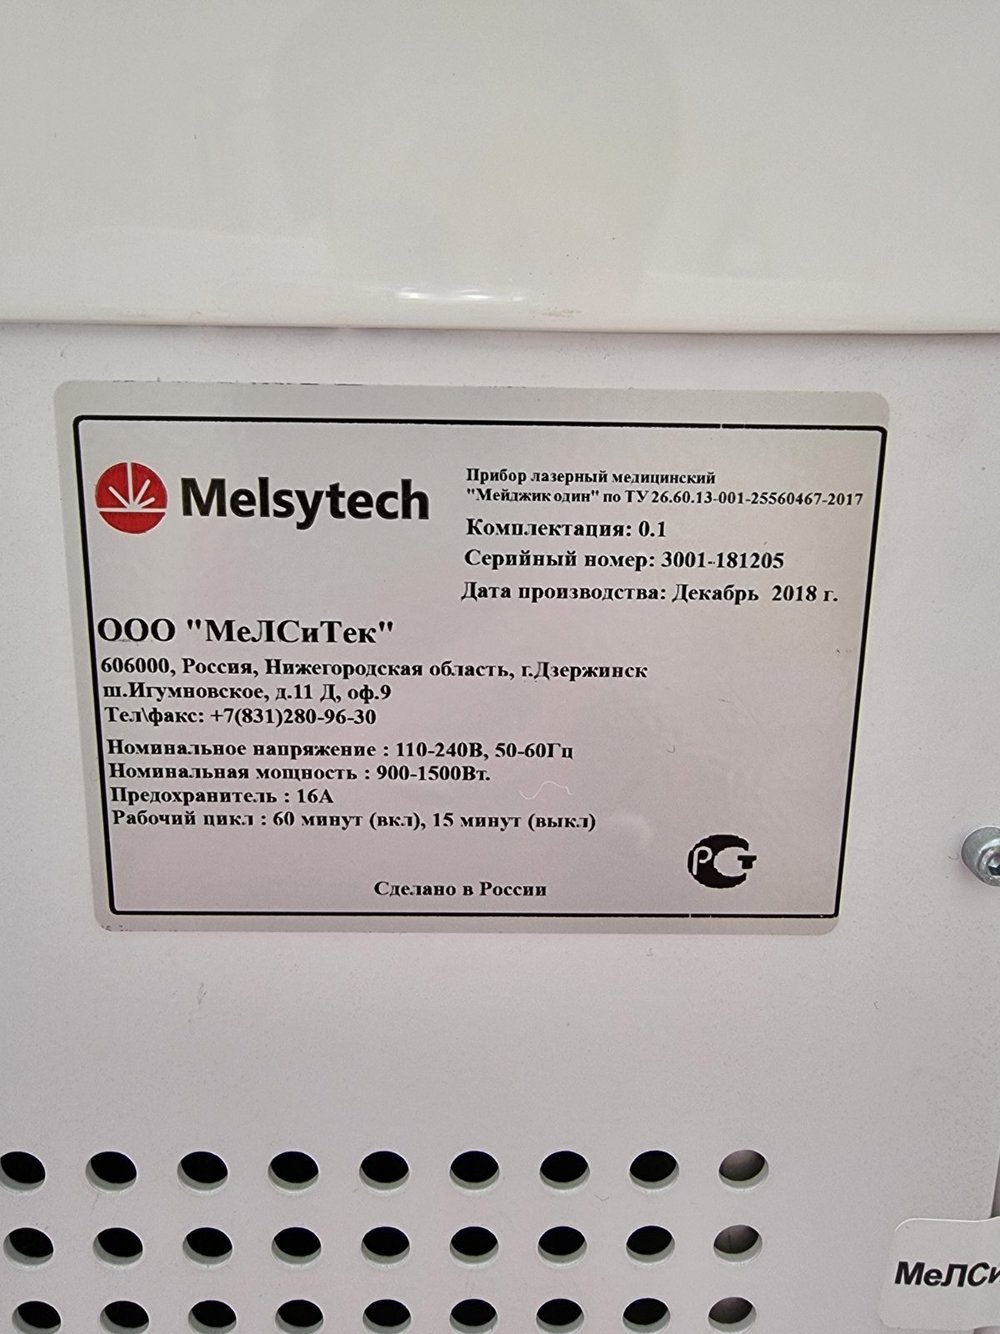 Melsytech
Прибор лазерный медицинский
"Мейджик один" по ТУ 26.60.13-001-25560467-2017
Комплектация: 0.1
Серийный номер: 3001-181205
Дата производства: Декабрь 2018 г.
ООО "МеЛСиТек"
606000, Россия, Нижегородская область, г.Дзержинск
ш.Игумновское, д.11 Д, оф.9
Тел\факс: +7(831)280-96-30
Номинальное напряжение : 110-240В, 50-60Гц
Номинальная мощность : 900-1500Вт.
Предохранитель : 16А
Рабочий цикл : 60 минут (вкл), 15 минут (выкл)
РСТ
Сделано в России
МеЛСи